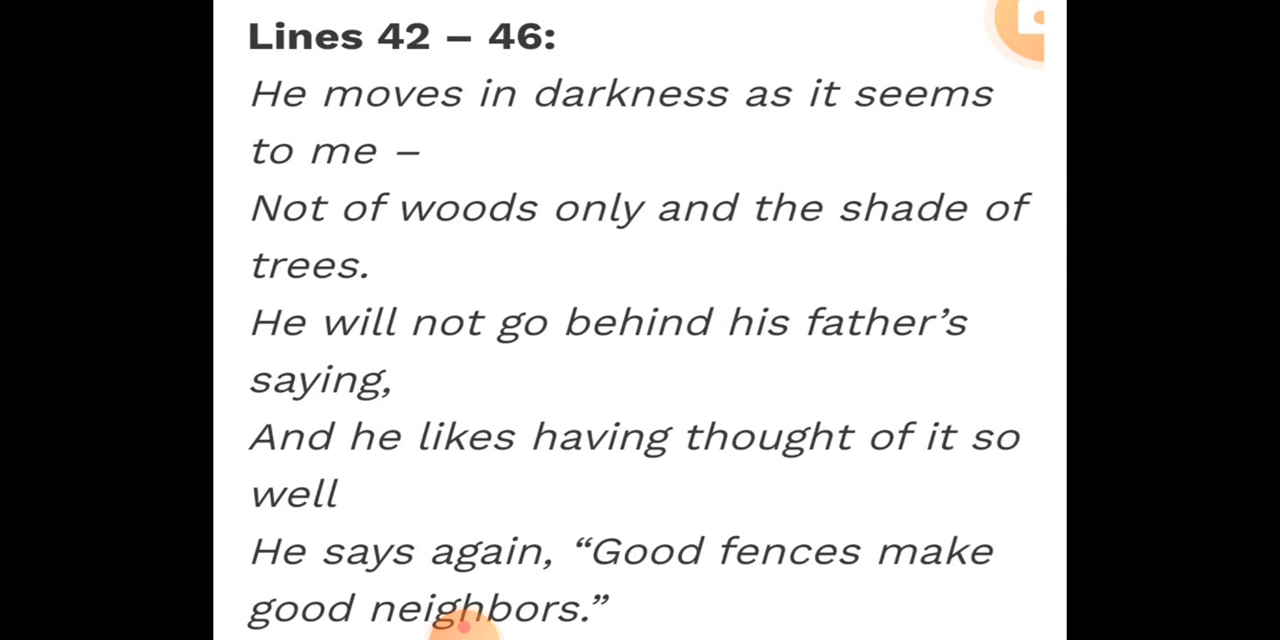 Lines 42 – 46:
He moves in darkness as it seems
to me –
Not of woods only and the shade of
trees.
He will not go behind his father’s
saying,
And he likes having thought of it so
well
He says again, “Good fences make
good neighbors.”